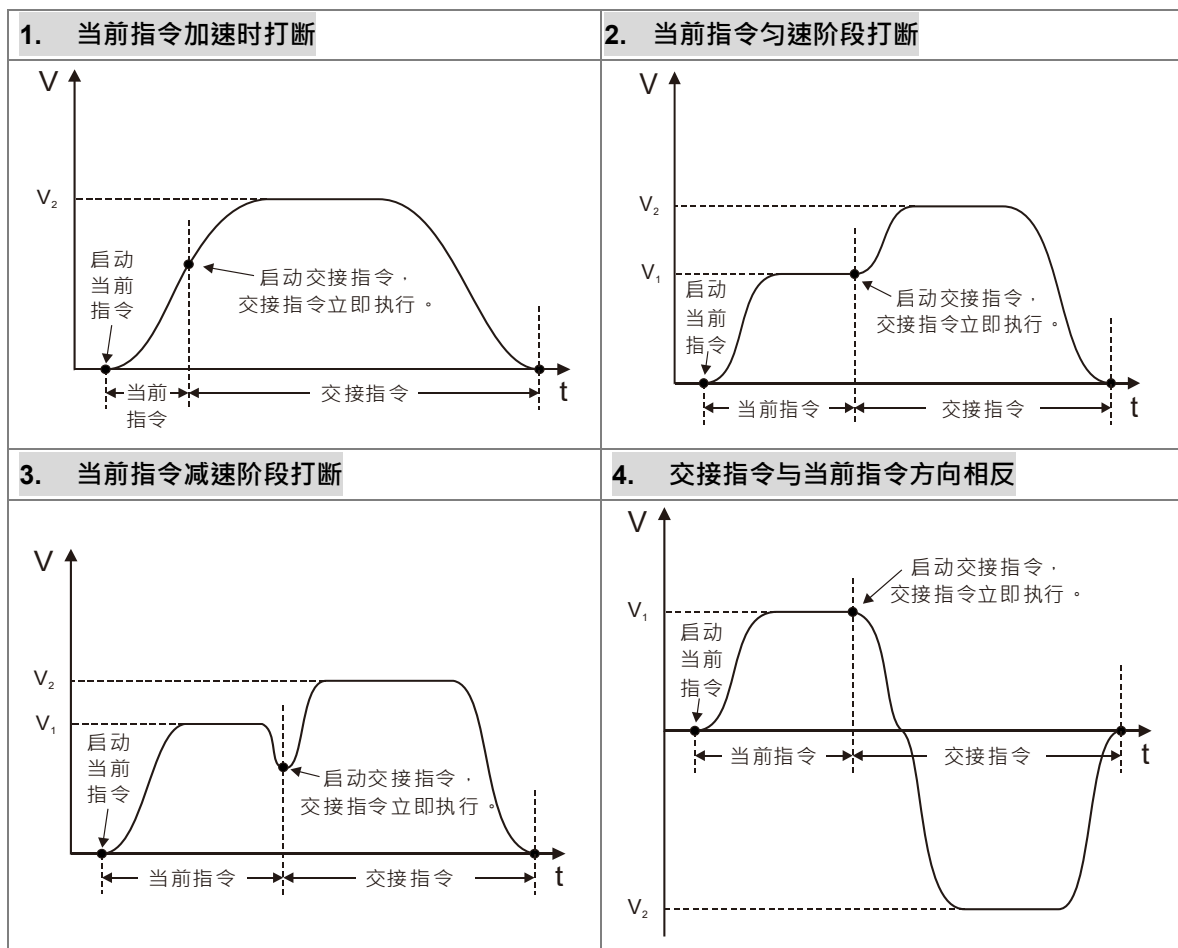 1. 当前指令加速时打断
V
V₂
启动
当前
指令
启动交接指令，
交接指令立即执行。
当前
指令
交接指令
t
2. 当前指令匀速阶段打断
V
V₂
V₁
启动
当前
指令
启动交接指令，
交接指令立即执行。
当前指令
交接指令
t
3. 当前指令减速阶段打断
V
V₂
V₁
启动
当前
指令
启动交接指令，
交接指令立即执行。
当前指令
交接指令
t
4. 交接指令与当前指令方向相反
V
V₁
启动交接指令，
交接指令立即执行。
启动
当前
指令
当前指令
交接指令
t
V₂